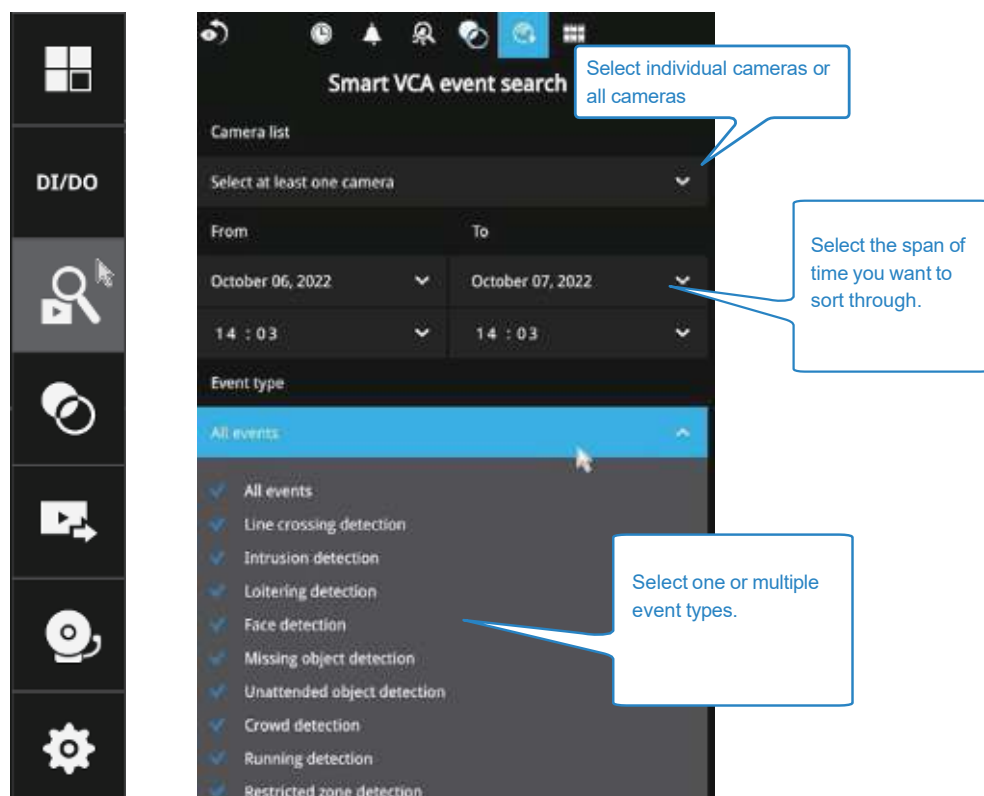 DI/DO
Smart VCA event search
Select individual cameras or
all cameras
Camera list
Select at least one camera
From To
October 06, 2022 October 07, 2022
14 : 03 14 : 03
Select the span of
time you want to
sort through.
Event type
All events
All events
Line crossing detection
Intrusion detection
Loitering detection
Face detection
Missing object detection
Unattended object detection
Crowd detection
Running detection
Restricted zone detection
Select one or multiple
event types.